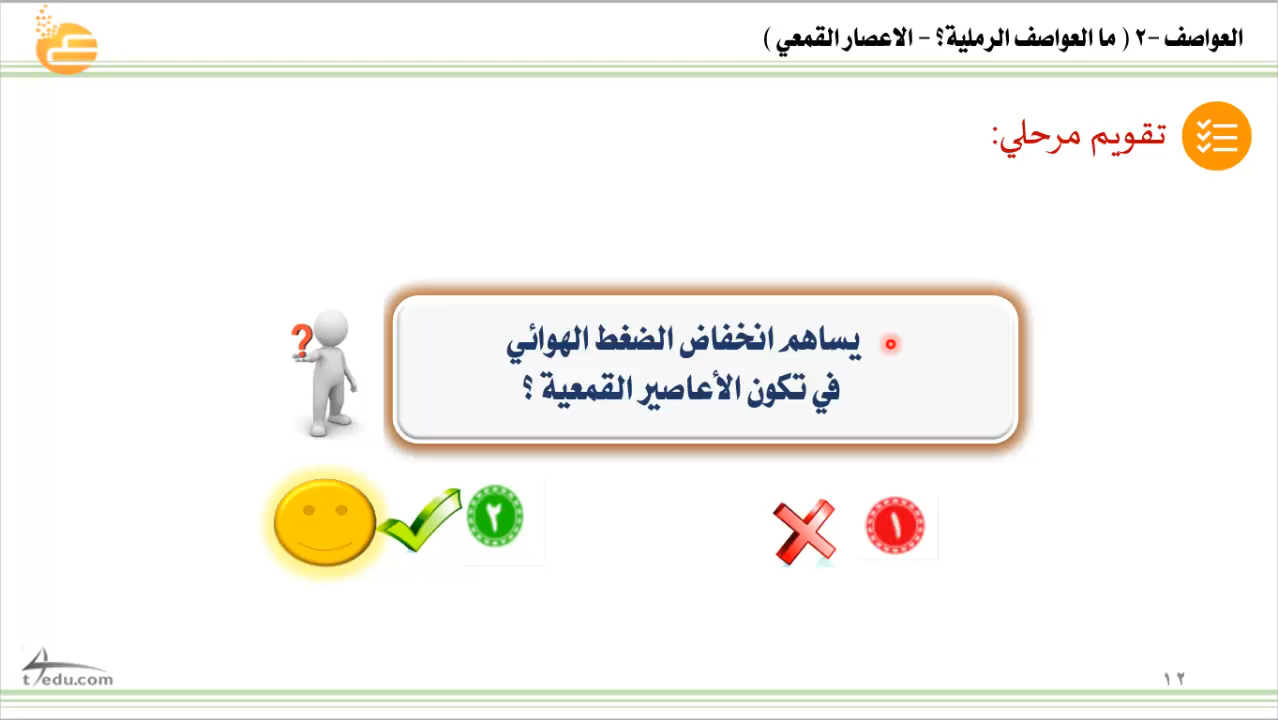 العواصف -٢ ( ما العواصف الرملية؟ - الاعصار القمعي )
تقويم مرحلي:
يساهم انخفاض الضغط الهوائي
في تكون الأعاصير القمعية ؟
?
١
٢
t4edu.com
١٢